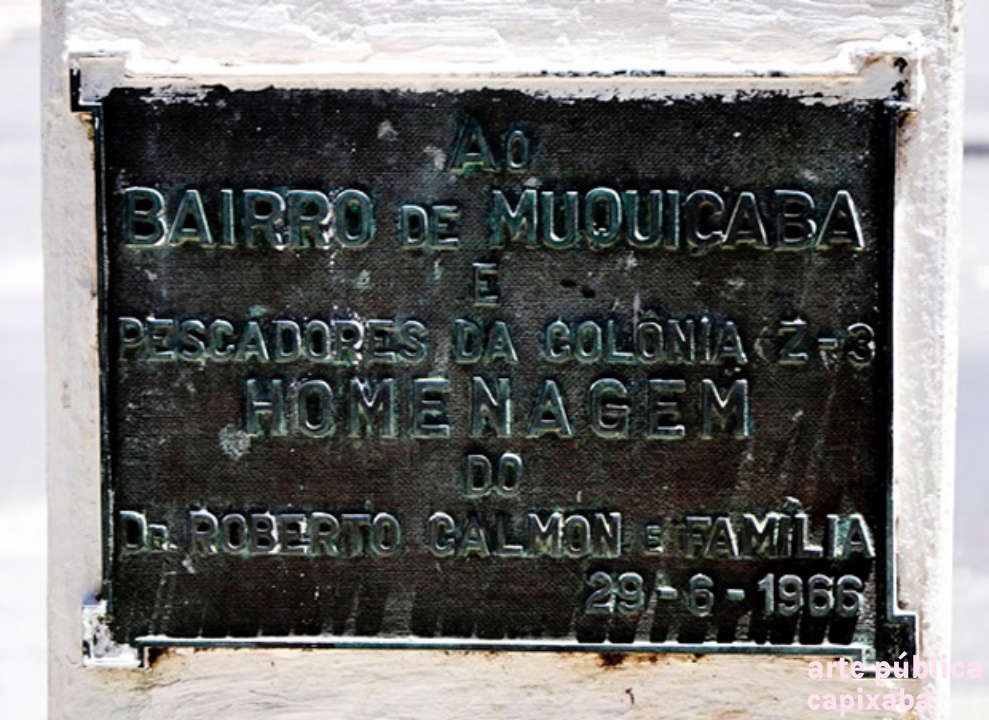 Ao
BAIRRO DE MUQUIÇABA
E
PESCADORES DA COLÔNIA Z-3
HOMENAGEM
DO
DR. ROBERTO CALMON E FAMÍLIA
29-6-1966
arte pública
capixaba